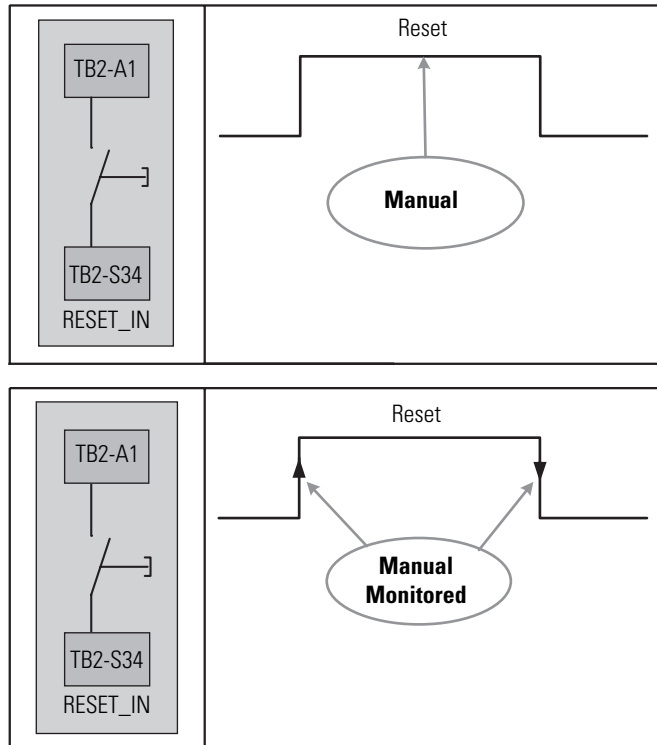 TB2-A1
TB2-S34
RESET_IN
Reset
Manual
TB2-A1
TB2-S34
RESET_IN
Reset
Manual
Monitored